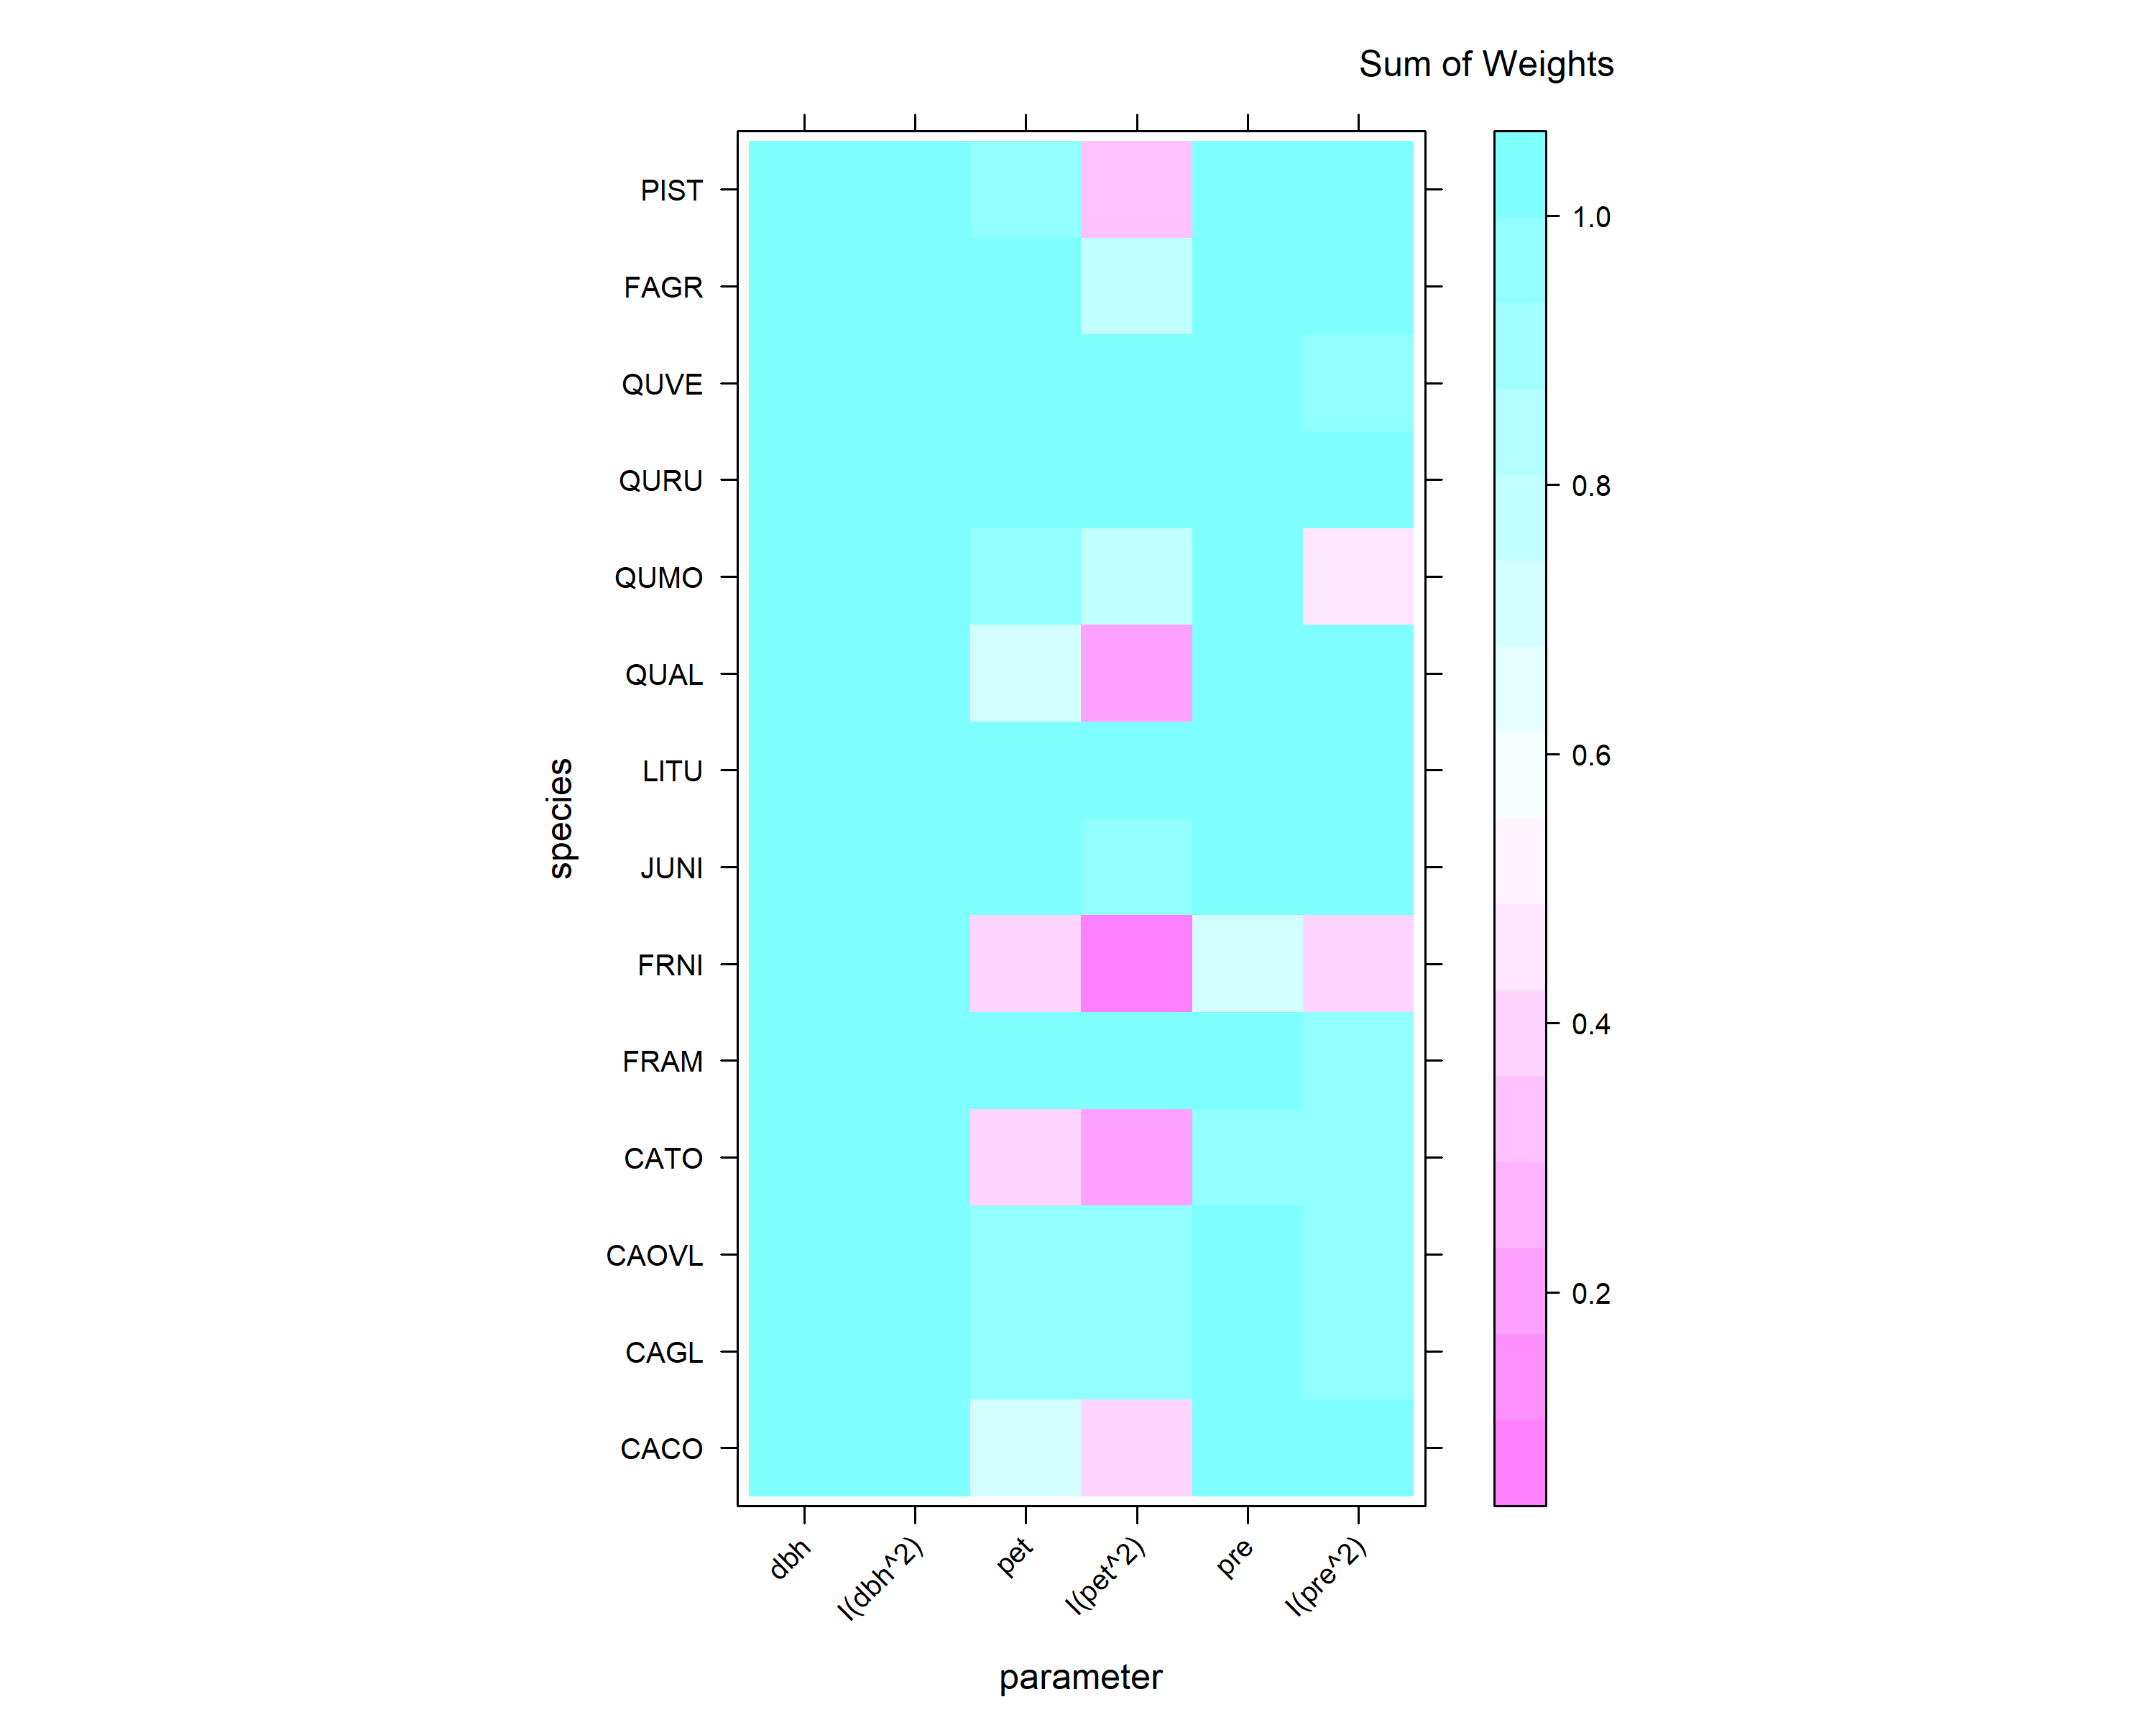 Sum of Weights
PIST
FAGR
QUVE
QURU
QUMO
QUAL
LITU
JUNI
FRNI
FRAM
CATO
CAOVL
CAGL
CACO
species
1.0
0.8
0.6
0.4
0.2
dbh
I(dbh^2)
pet
I(pet^2)
pre
I(pre^2)
parameter